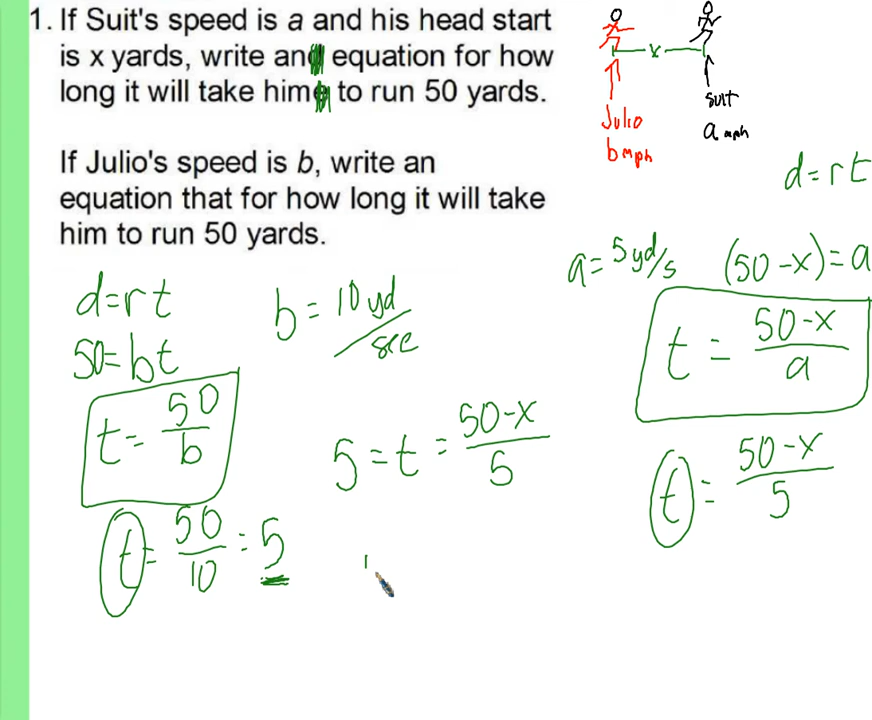 1. If Suit's speed is a and his head start
is x yards, write an equation for how
long it will take him to run 50 yards.
If Julio's speed is b, write an
equation that for how long it will take
him to run 50 yards.
x
Julio
b mph
suit
a mph
d=rt
a= 5 yd/s
(50-x)=a
t = 50-x/a
t = 50-x/5
d=rt
50=bt
t= 50/b
t= 50/10 = 5
b= 10 yd/sec
5 = t = 50-x/5